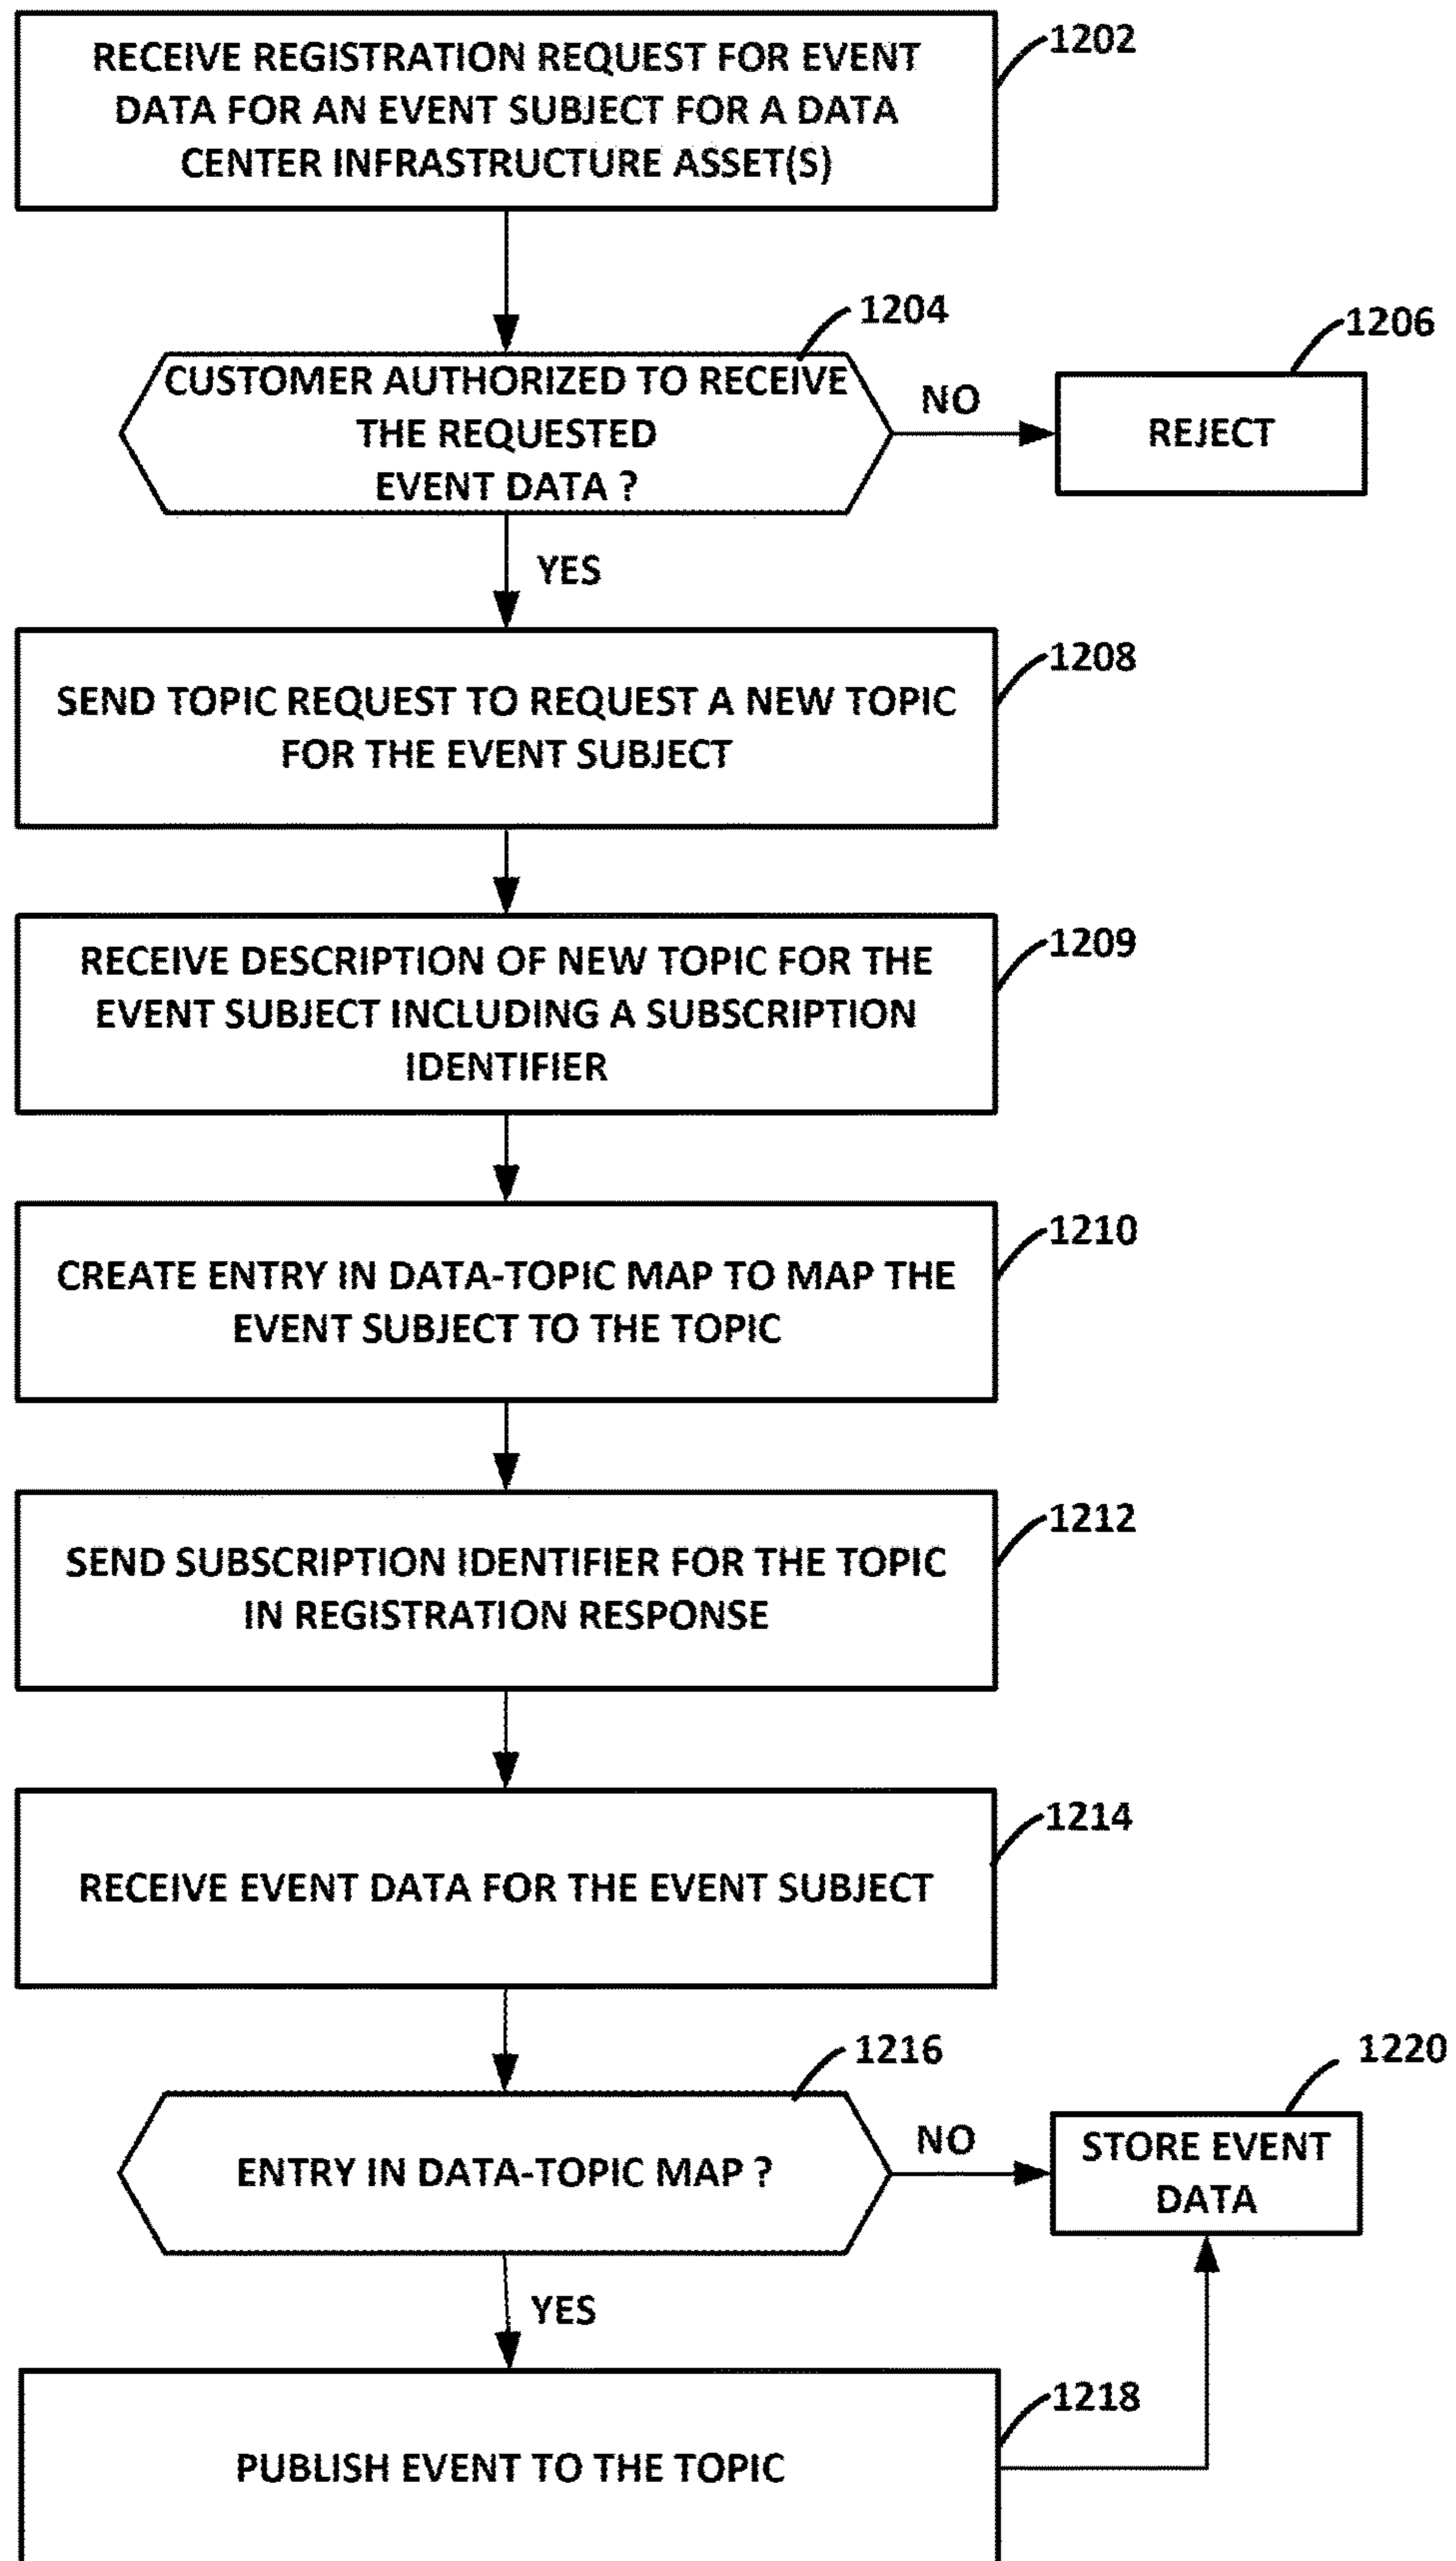 RECEIVE REGISTRATION REQUEST FOR EVENT
DATA FOR AN EVENT SUBJECT FOR A DATA
CENTER INFRASTRUCTURE ASSET(S)
1202
1204
CUSTOMER AUTHORIZED TO RECEIVE
THE REQUESTED
EVENT DATA ?
NO
1206
REJECT
YES
SEND TOPIC REQUEST TO REQUEST A NEW TOPIC
FOR THE EVENT SUBJECT
1208
RECEIVE DESCRIPTION OF NEW TOPIC FOR THE
EVENT SUBJECT INCLUDING A SUBSCRIPTION
IDENTIFIER
1209
CREATE ENTRY IN DATA-TOPIC MAP TO MAP THE
EVENT SUBJECT TO THE TOPIC
1210
SEND SUBSCRIPTION IDENTIFIER FOR THE TOPIC
IN REGISTRATION RESPONSE
1212
RECEIVE EVENT DATA FOR THE EVENT SUBJECT
1214
1216
ENTRY IN DATA-TOPIC MAP ?
NO
1220
STORE EVENT
DATA
YES
PUBLISH EVENT TO THE TOPIC
1218